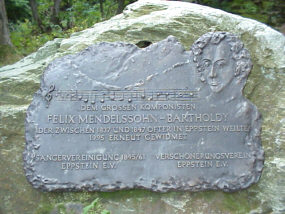 DEM GROSSEN KOMPONISTEN
FELIX MENDELSSOHN-BARTHOLDY
DER ZWISCHEN 1837 UND 1847 OFTER IN EPPSTEIN WEILTE
1995 ERNEUT GEWIDMET
SÄNGERVEREINIGUNG 1845/61 VERSCHÖNERUNGSVEREIN
EPPSTEIN E.V. EPPSTEIN E.V.